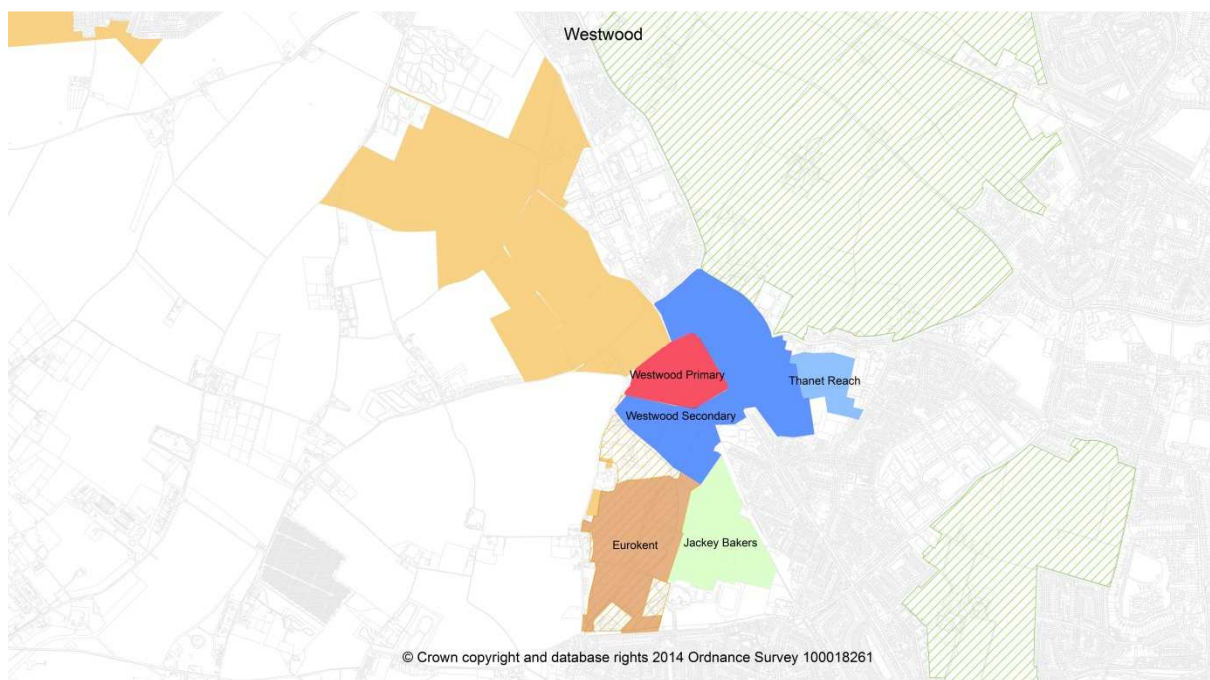 Westwood
Westwood Primary
Thanet Reach
Westwood Secondary
Eurokent
Jackey Bakers
© Crown copyright and database rights 2014 Ordnance Survey 100018261